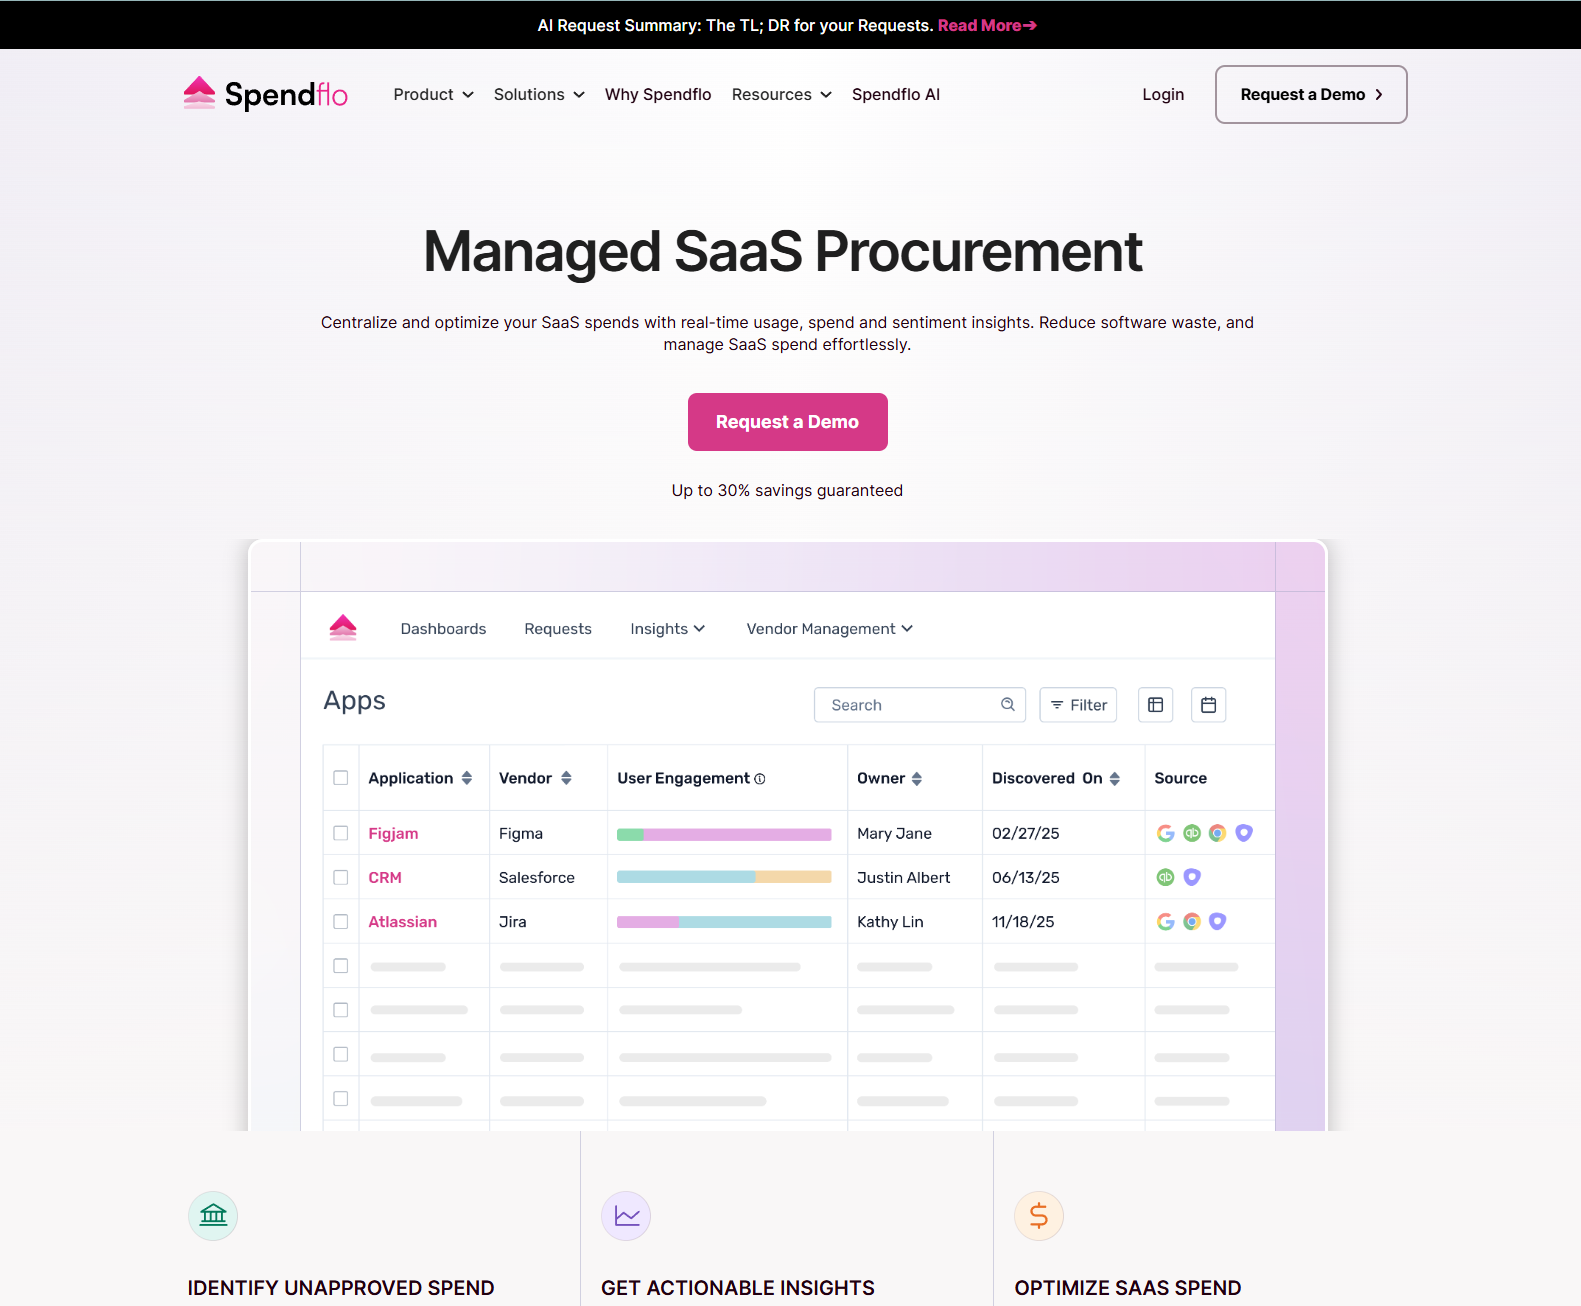 AI Request Summary: The TL; DR for your Requests. Read More➔
Spendflo
Product
Solutions
Why Spendflo
Resources
Spendflo AI
Login
Request a Demo
Managed SaaS Procurement
Centralize and optimize your SaaS spends with real-time usage, spend and sentiment insights. Reduce software waste, and
manage SaaS spend effortlessly.
Request a Demo
Up to 30% savings guaranteed
Dashboards
Requests
Insights
Vendor Management
Apps
Search
Filter
Application Vendor User Engagement Owner Discovered On Source
Figjam Figma Mary Jane 02/27/25
CRM Salesforce Justin Albert 06/13/25
Atlassian Jira Kathy Lin 11/18/25
IDENTIFY UNAPPROVED SPEND
GET ACTIONABLE INSIGHTS
OPTIMIZE SAAS SPEND